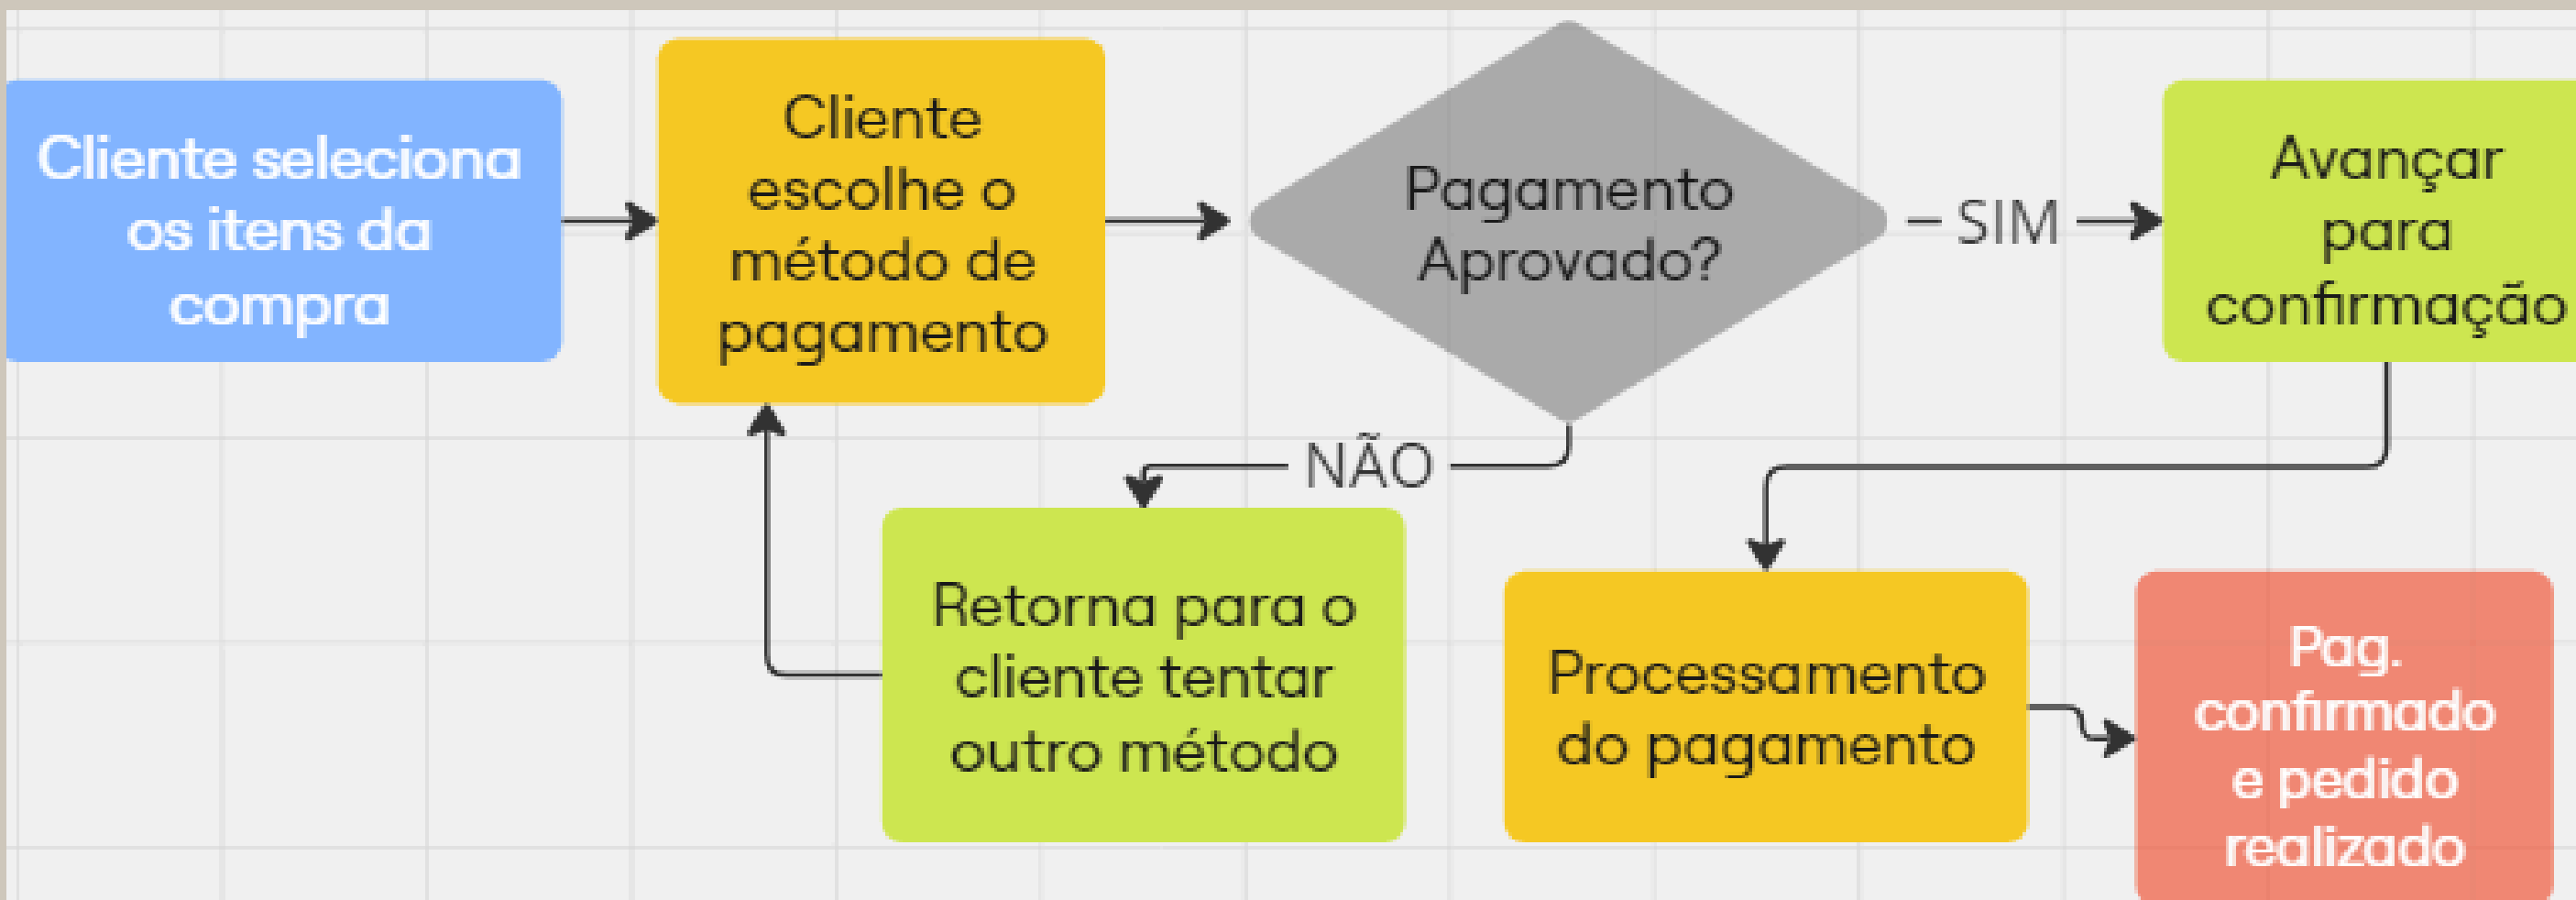 Cliente seleciona
os itens da
compra
Cliente
escolhe o
método de
pagamento
Pagamento
Aprovado?
SIM
Avançar
para
confirmação
NÃO
Retorna para o
cliente tentar
outro método
Processamento
do pagamento
Pag.
confirmado
e pedido
realizado